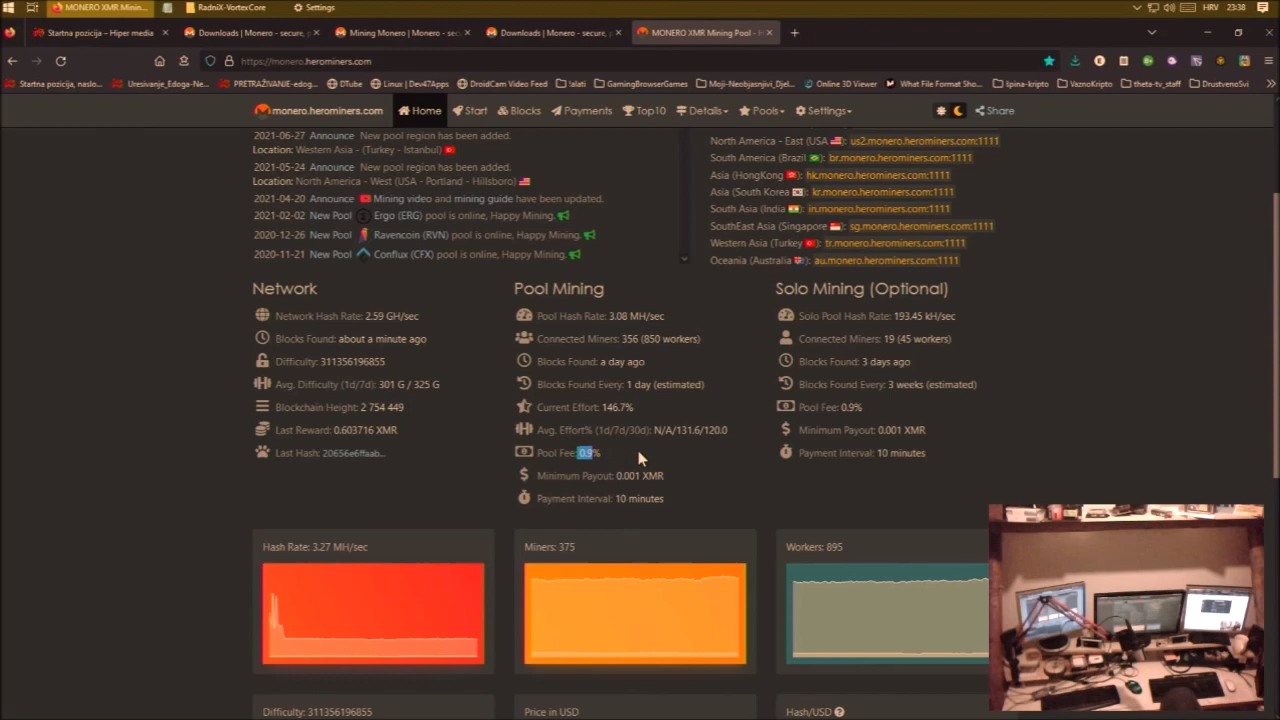 MONERO XMR Minin...
RadniX-VortexCore
Settings
HRV
23:38
Startna pozicija — Hiper media
Downloads | Monero - secure, p
Mining Monero | Monero - sec
Downloads | Monero - secure, p
MONERO XMR Mining Pool - H
https://monero.herominers.com
Startna pozicija, naslo...
Uresivanje_Edoga-Ne...
PRETRAŽIVANJE-edog...
DTube
Linux | Dev47Apps
DroidCam Video Feed
!alati
GamingBrowserGames
Moji-Neobjasnjivi_Djel...
Online 3D Viewer
What File Format Sho...
!spina-kripto
VaznoKripto
theta-tv_staff
DrustveniSvi
monero.herominers.com
Home
Start
Blocks
Payments
Top10
Details
Pools
Settings
Share
2021-06-27 Announce New pool region has been added.
Location: Western Asia - (Turkey - Istanbul)
2021-05-24 Announce New pool region has been added.
Location: North America - West (USA - Portland - Hillsboro)
2021-04-20 Announce Mining video and mining guide have been updated.
2021-02-02 New Pool Ergo (ERG) pool is online, Happy Mining.
2020-12-26 New Pool Ravencoin (RVN) pool is online, Happy Mining.
2020-11-21 New Pool Conflux (CFX) pool is online, Happy Mining.
North America - East (USA ): us2.monero.herominers.com:1111
South America (Brazil ): br.monero.herominers.com:1111
Asia (HongKong ): hk.monero.herominers.com:1111
Asia (South Korea ): kr.monero.herominers.com:1111
South Asia (India ): in.monero.herominers.com:1111
SouthEast Asia (Singapore ): sg.monero.herominers.com:1111
Western Asia (Turkey ): tr.monero.herominers.com:1111
Oceania (Australia ): au.monero.herominers.com:1111
Network
Network Hash Rate: 2.59 GH/sec
Blocks Found: about a minute ago
Difficulty: 311356196855
Avg. Difficulty (1d/7d): 301 G / 325 G
Blockchain Height: 2 754 449
Last Reward: 0.603716 XMR
Last Hash: 20656e6ffaab...
Pool Mining
Pool Hash Rate: 3.08 MH/sec
Connected Miners: 356 (850 workers)
Blocks Found: a day ago
Blocks Found Every: 1 day (estimated)
Current Effort: 146.7%
Avg. Effort% (1d/7d/30d): N/A/131.6/120.0
Pool Fee: 0.9%
Minimum Payout: 0.001 XMR
Payment Interval: 10 minutes
Solo Mining (Optional)
Solo Pool Hash Rate: 193.45 kH/sec
Connected Miners: 19 (45 workers)
Blocks Found: 3 days ago
Blocks Found Every: 3 weeks (estimated)
Pool Fee: 0.9%
Minimum Payout: 0.001 XMR
Payment Interval: 10 minutes
Hash Rate: 3.27 MH/sec
Miners: 375
Workers: 895
Difficulty: 311356196855
Price in USD
Hash/USD